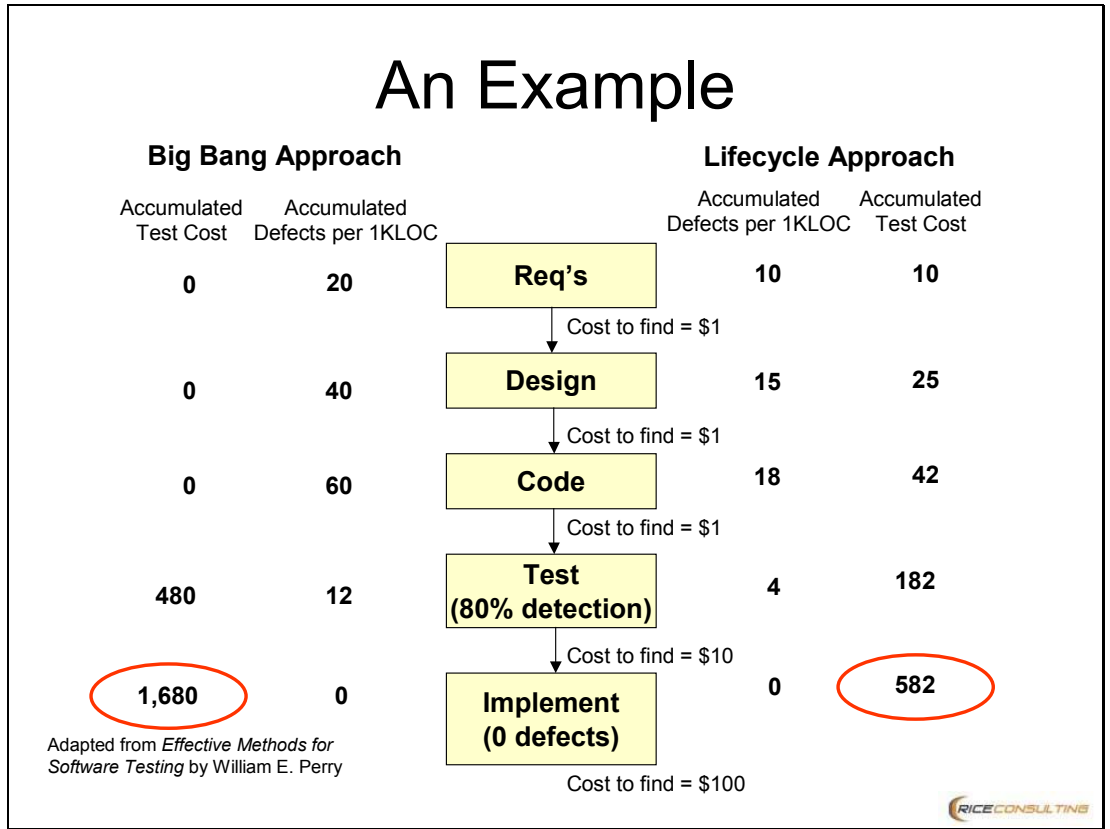 An Example
Big Bang Approach
Lifecycle Approach
Accumulated Test Cost
Accumulated Defects per 1KLOC
Accumulated Defects per 1KLOC
Accumulated Test Cost
0 20 Req's 10 10
Cost to find = $1
0 40 Design 15 25
Cost to find = $1
0 60 Code 18 42
Cost to find = $1
480 12 Test (80% detection) 4 182
Cost to find = $10
1,680 0 Implement (0 defects) 0 582
Adapted from Effective Methods for
Software Testing by William E. Perry
Cost to find = $100
RICECONSULTING